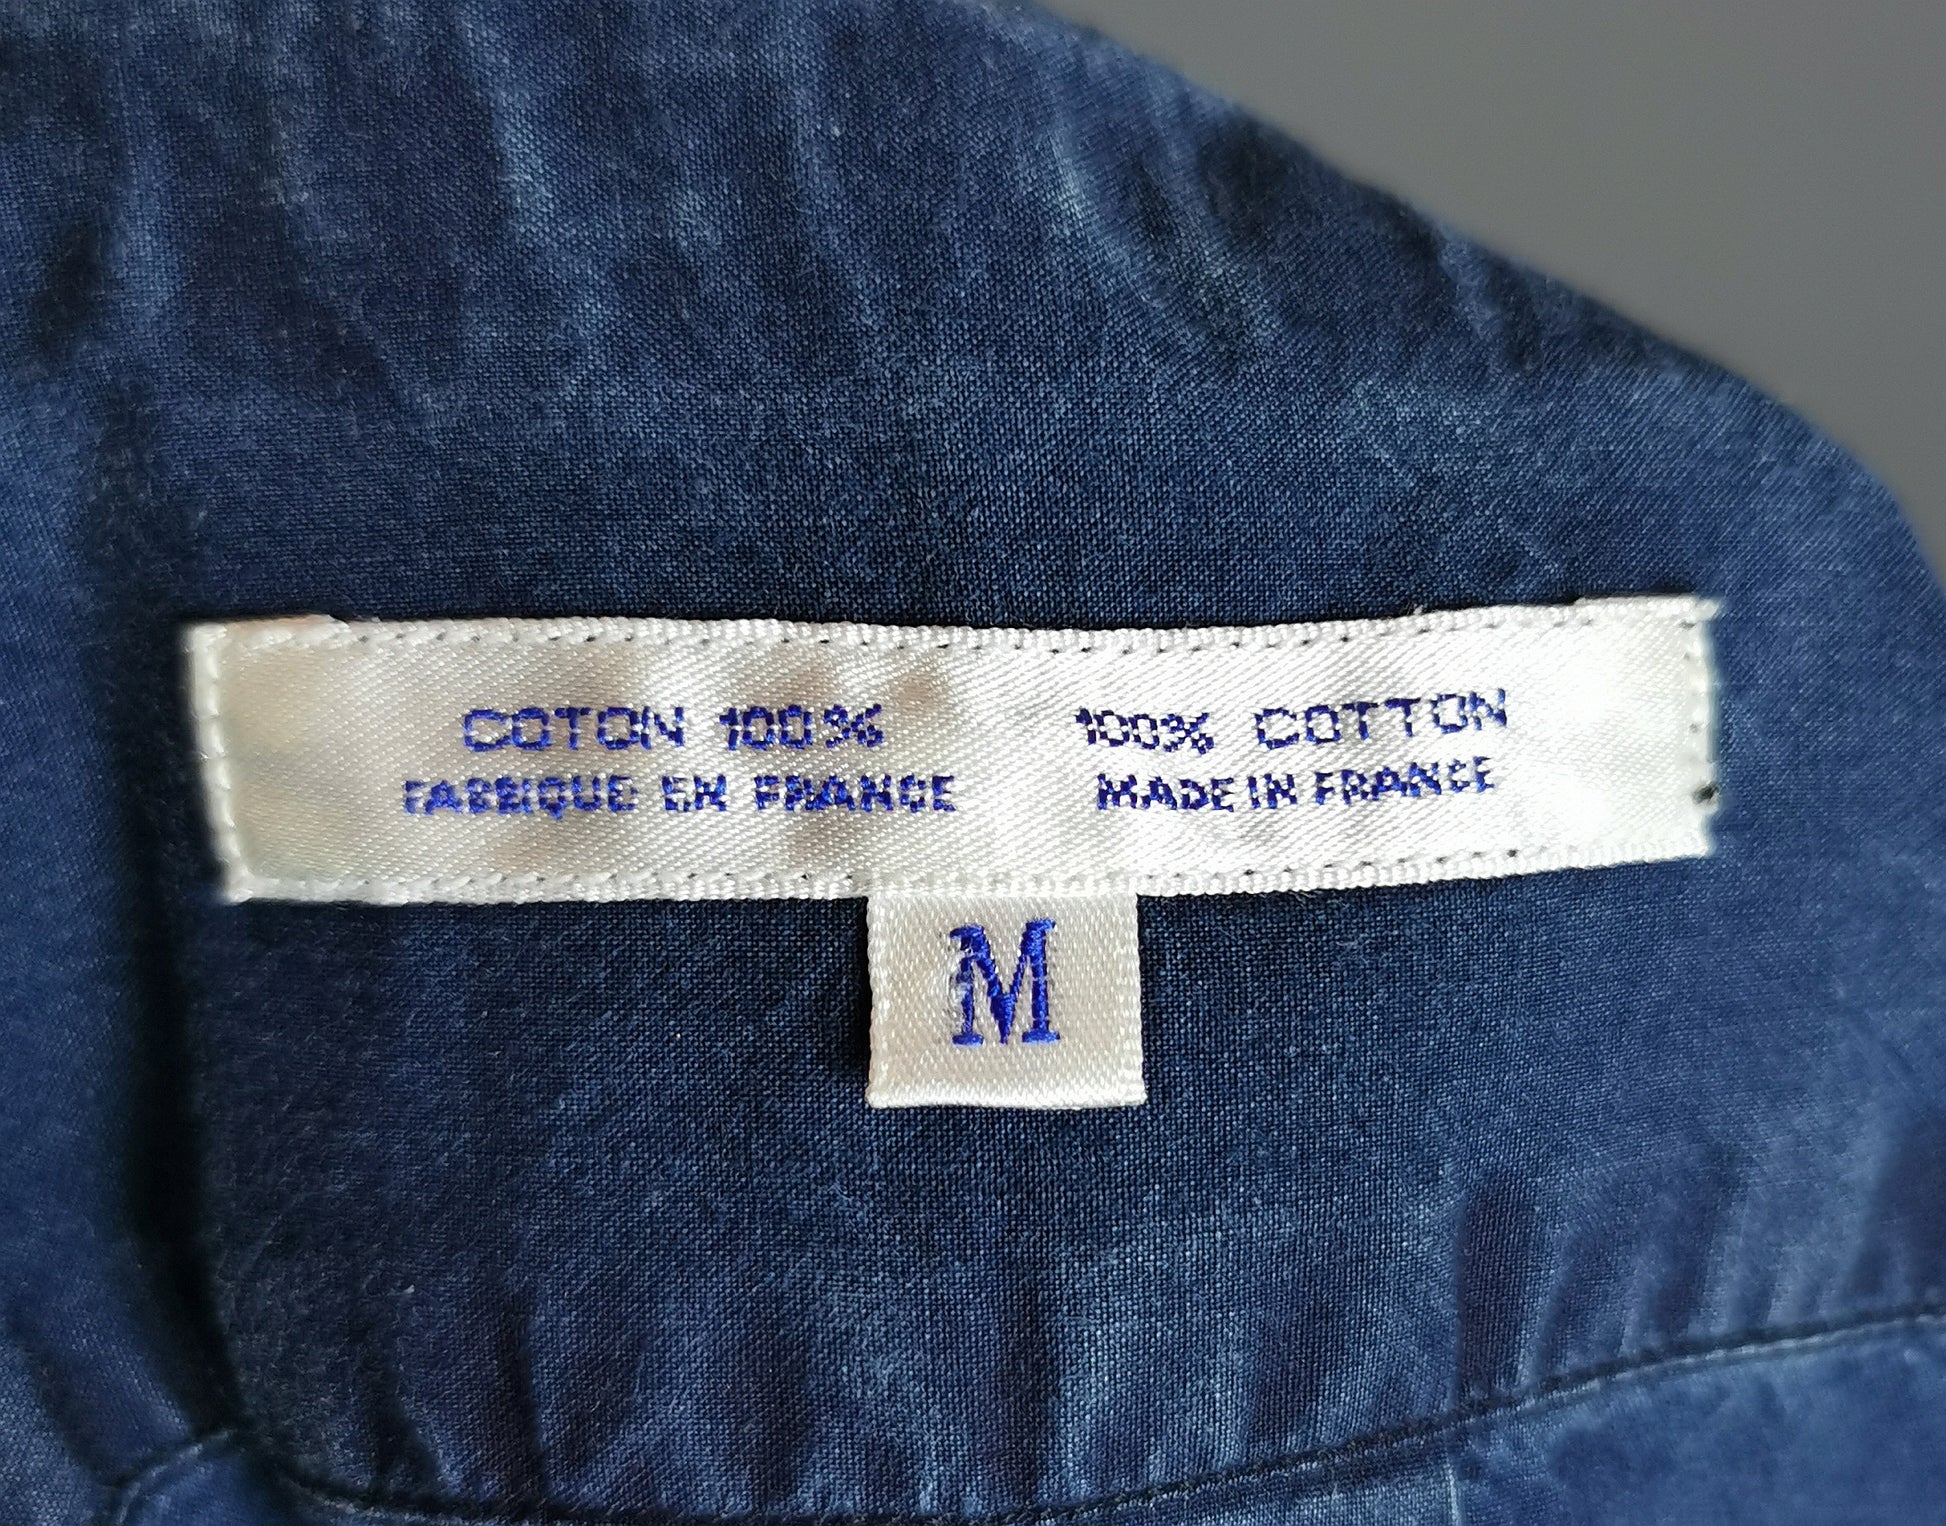 COTON 100% 100% COTTON
FABRIQUE EN FRANCE MADE IN FRANCE
M